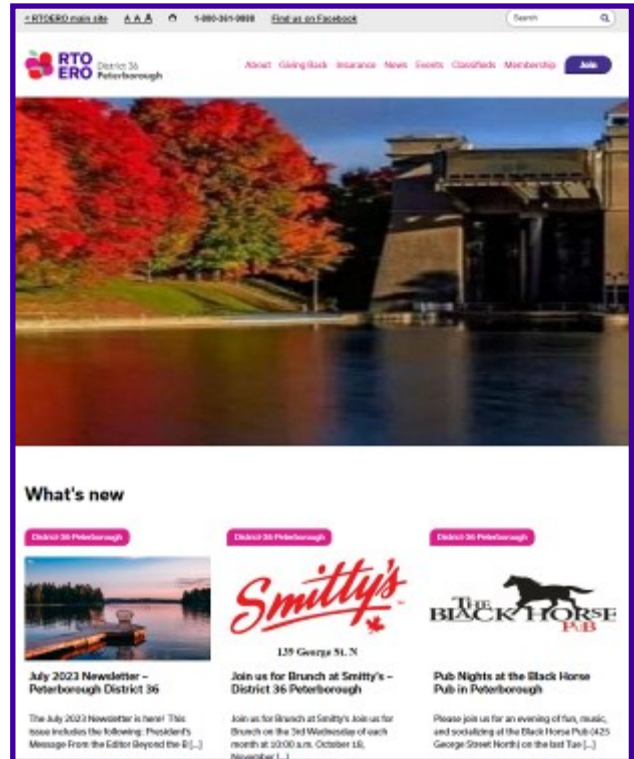 < RTOERO main site A A A 1-800-361-9888 Find us on Facebook Search
RTO
ERO
District 36
Peterborough
About Giving Back Insurance News Events Classifieds Membership Join
What's new
District 36 Peterborough
District 36 Peterborough
District 36 Peterborough
Smitty's
139 George St. N
THE
BLACK HORSE
PUB
July 2023 Newsletter –
Peterborough District 36
Join us for Brunch at Smitty's –
District 36 Peterborough
Pub Nights at the Black Horse
Pub in Peterborough
The July 2023 Newsletter is here! This
issue includes the following: President's
Message From the Editor Beyond the B [...]
Join us for Brunch at Smitty's Join us for
Brunch on the 3rd Wednesday of each
month at 10:00 a.m. October 18,
November [...]
Please join us for an evening of fun, music,
and socializing at the Black Horse Pub (425
George Street North) on the last Tue [...]